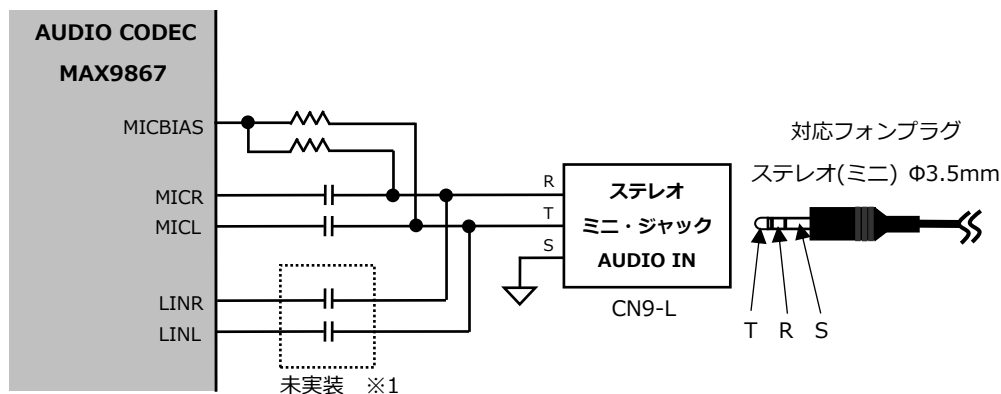 AUDIO CODEC
MAX9867
MICBIAS
MICR
MICL
LINR
LINL
未実装 ※1
R
T
S
ステレオ
ミニ・ジャック
AUDIO IN
CN9-L
対応フォンプラグ
ステレオ(ミニ) Φ3.5mm
T R S